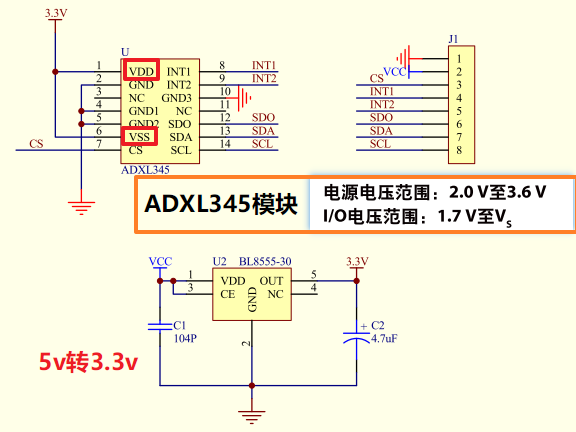 3.3V
U
J1
1 VDD INT1 8 INT1
2 GND INT2 9 INT2
3 NC GND3 10
4 GND1 NC 11
5 GND2 SDO 12 SDO
6 VSS SDA 13 SDA
CS 7 CS SCL 14 SCL
ADXL345
1
VCC 2
CS 3
INT1 4
INT2 5
SDO 6
SDA 7
SCL 8
ADXL345模块
电源电压范围：2.0 V至3.6 V
I/O电压范围：1.7 V至Vs
VCC U2 BL8555-30 3.3V
1 VDD OUT 5
3 CE NC 4
GND
2
C1
104P
+ C2
4.7uF
5v转3.3v